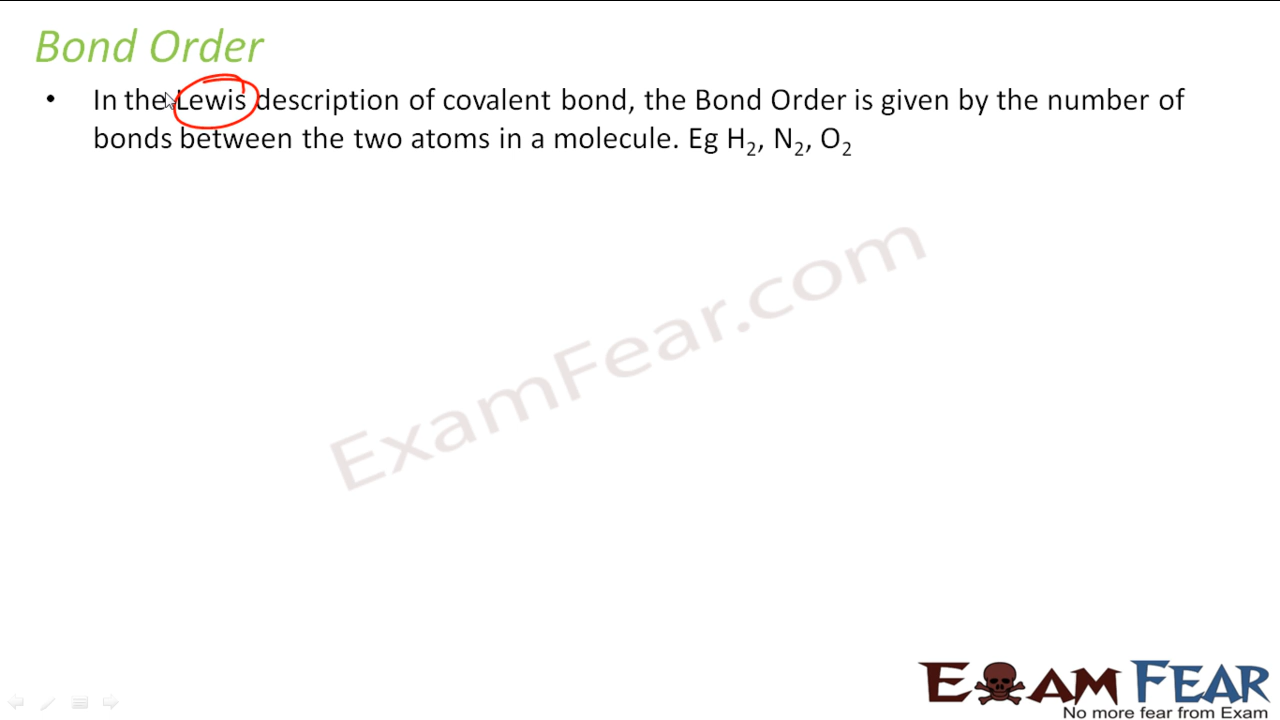 Bond Order
• In the Lewis description of covalent bond, the Bond Order is given by the number of
bonds between the two atoms in a molecule. Eg H₂, N₂, O₂
ExamFear.com
EXAM FEAR
No more fear from Exam